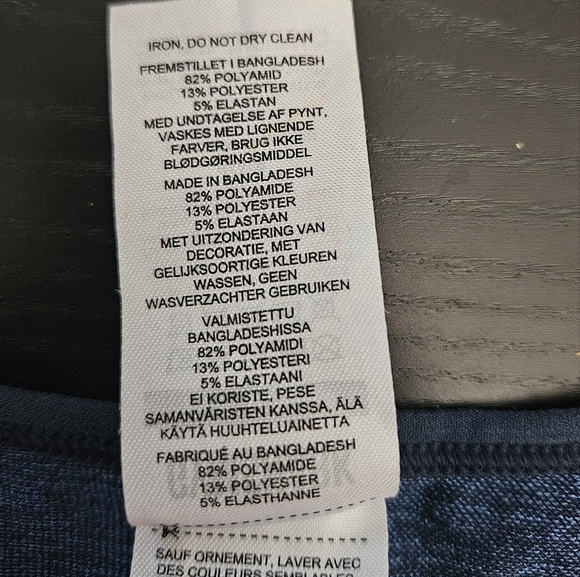 IRON, DO NOT DRY CLEAN
FREMSTILLET I BANGLADESH
82% POLYAMID
13% POLYESTER
5% ELASTAN
MED UNDTAGELSE AF PYNT,
VASKES MED LIGNENDE
FARVER, BRUG IKKE
BLØDGØRINGSMIDDEL
MADE IN BANGLADESH
82% POLYAMIDE
13% POLYESTER
5% ELASTAAN
MET UITZONDERING VAN
DECORATIE, MET
GELIJKSOORTIGE KLEUREN
WASSEN, GEEN
WASVERZACHTER GEBRUIKEN
VALMISTETTU
BANGLADESHISSA
82% POLYAMIDI
13% POLYESTERI
5% ELASTAANI
EI KORISTE, PESE
SAMANVÄRISTEN KANSSA, ÄLÄ
KÄYTÄ HUUHTELUAINETTA
FABRIQUÉ AU BANGLADESH
82% POLYAMIDE
13% POLYESTER
5% ELASTHANNE
SAUF ORNEMENT, LAVER AVEC
DES COULEURS SEMBLABLES